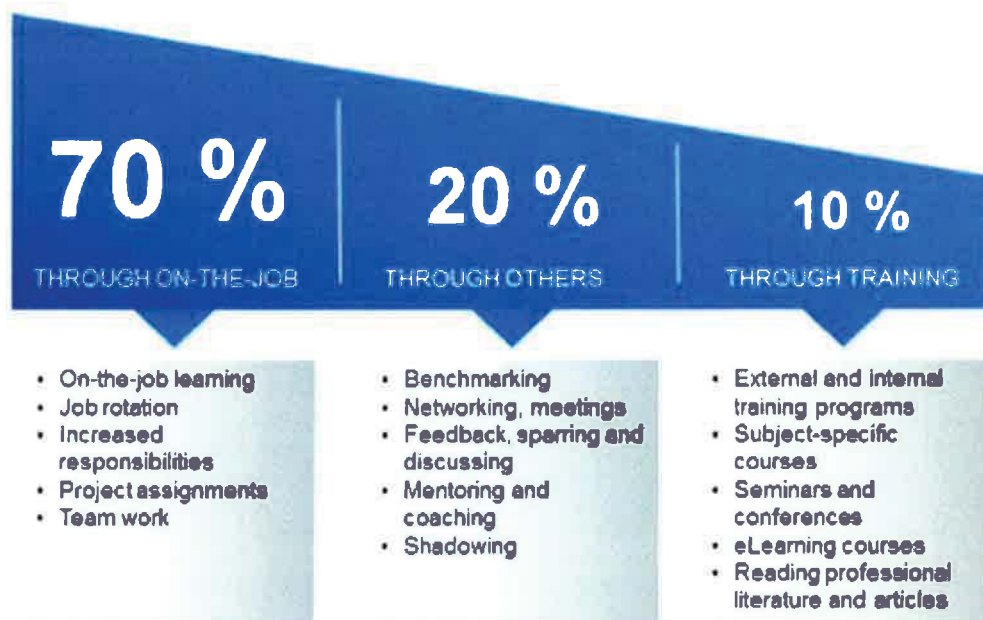 70 %
THROUGH ON-THE-JOB
• On-the-job learning
• Job rotation
• Increased
responsibilities
• Project assignments
• Team work
20 %
THROUGH OTHERS
• Benchmarking
• Networking, meetings
• Feedback, sparring and
discussing
• Mentoring and
coaching
• Shadowing
10 %
THROUGH TRAINING
• External and internal
training programs
• Subject-specific
courses
• Seminars and
conferences
• eLearning courses
• Reading professional
literature and articles